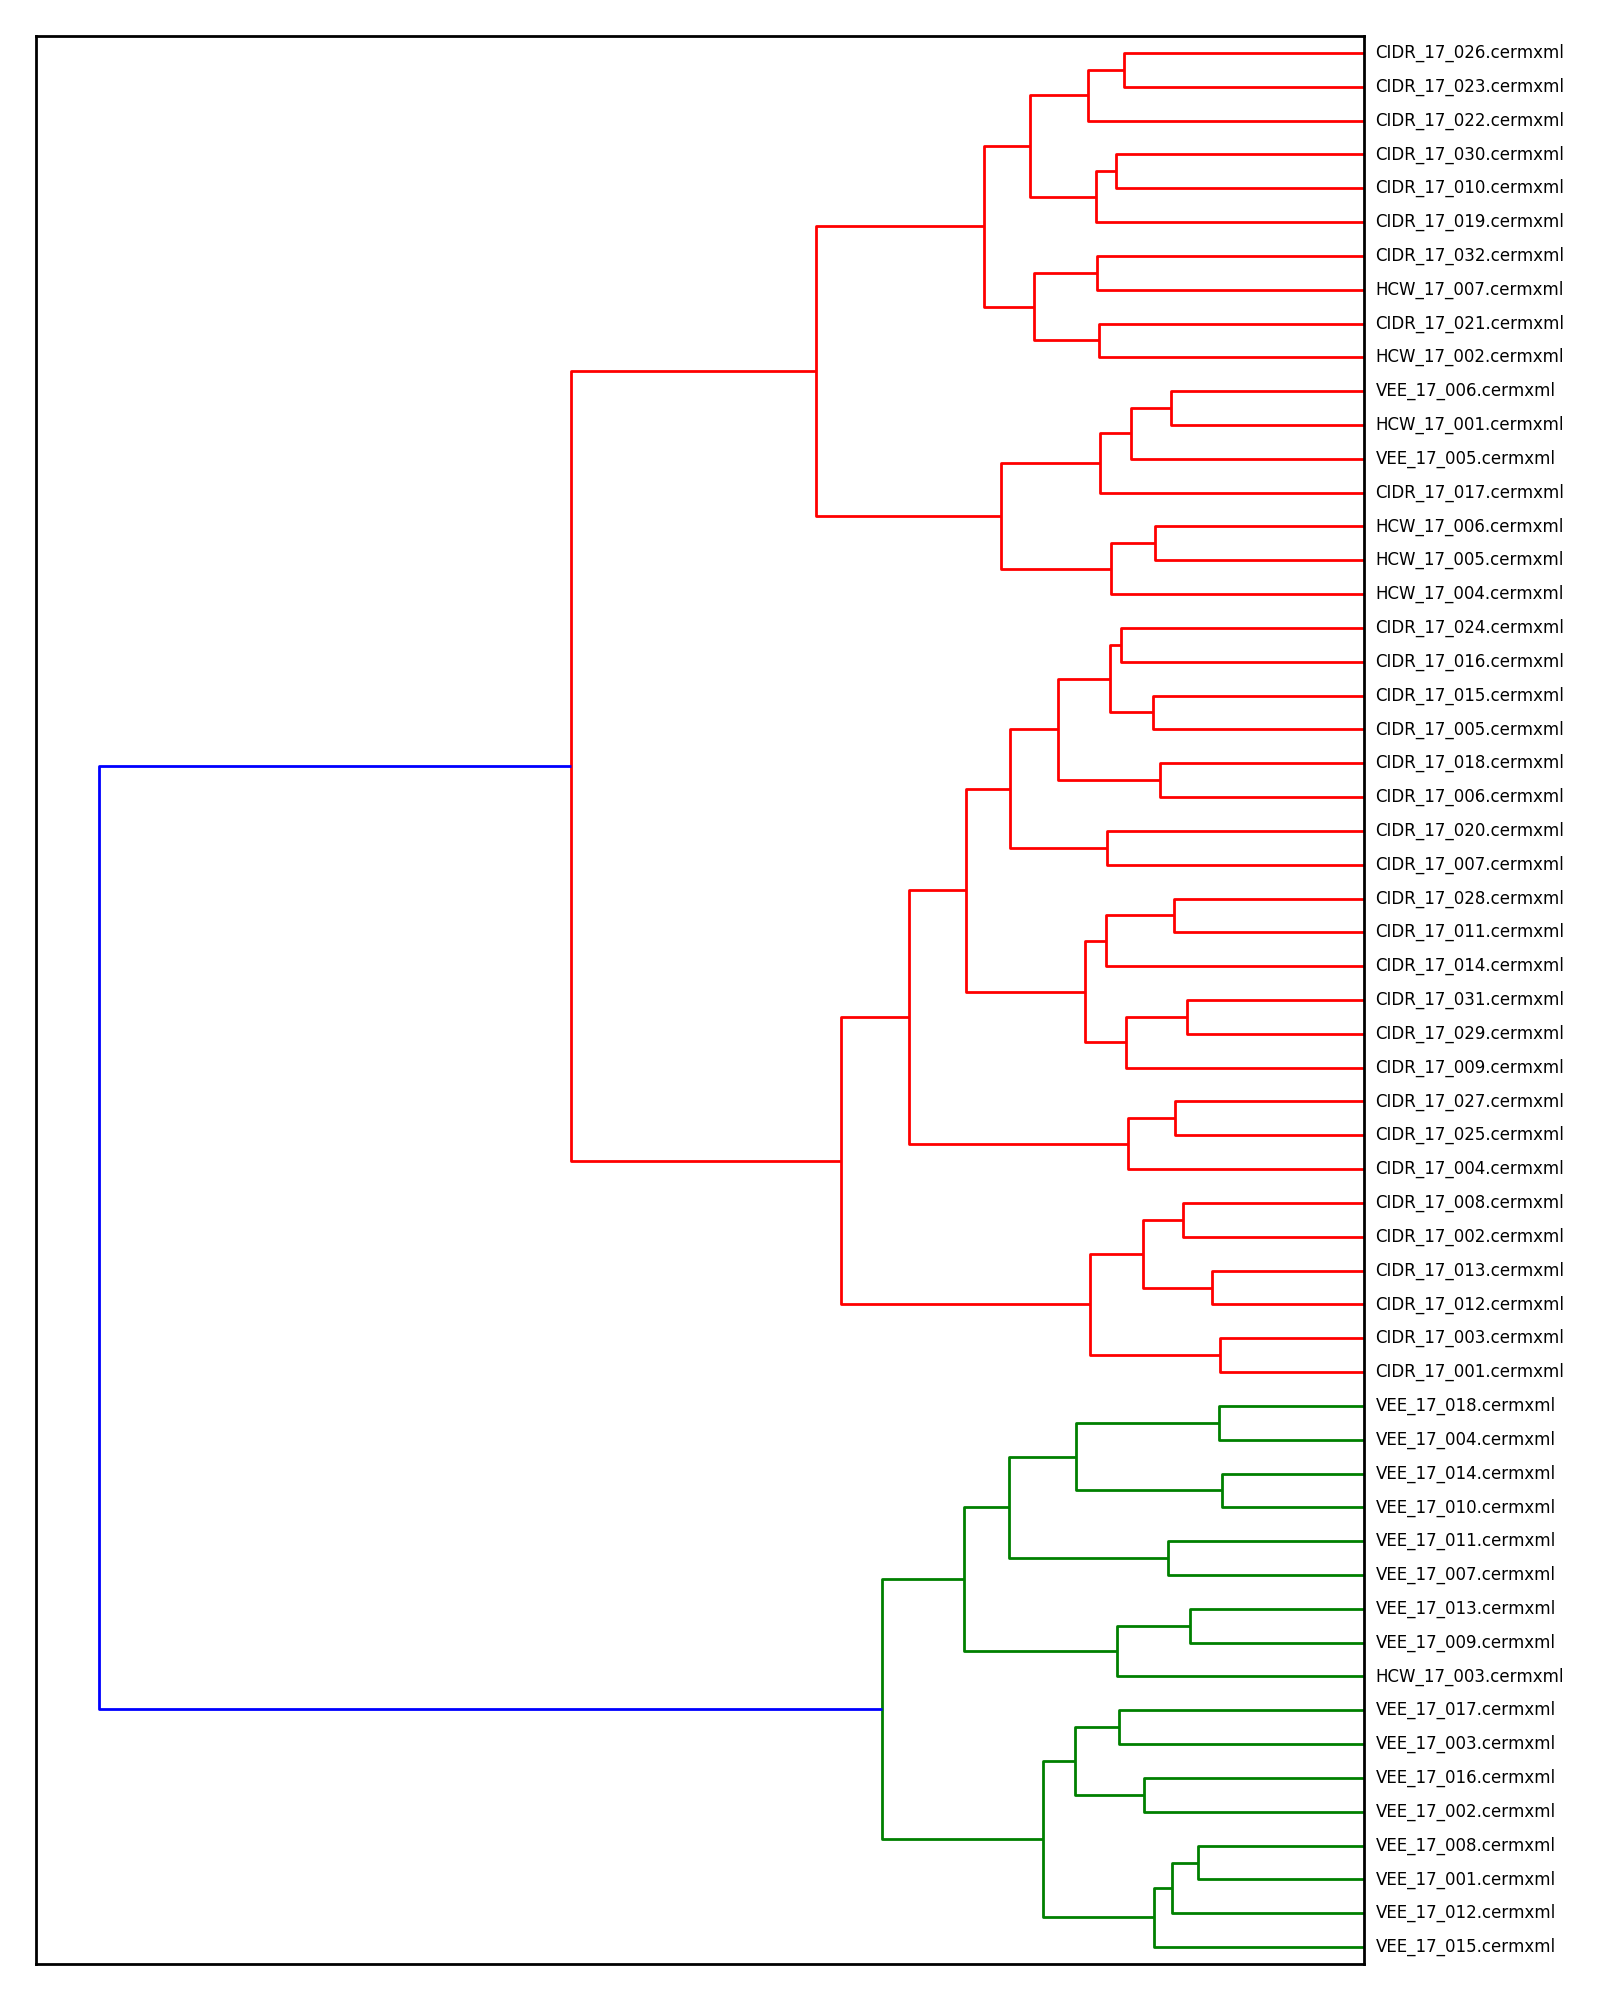 CIDR_17_026.cermxml
CIDR_17_023.cermxml
CIDR_17_022.cermxml
CIDR_17_030.cermxml
CIDR_17_010.cermxml
CIDR_17_019.cermxml
CIDR_17_032.cermxml
HCW_17_007.cermxml
CIDR_17_021.cermxml
HCW_17_002.cermxml
VEE_17_006.cermxml
HCW_17_001.cermxml
VEE_17_005.cermxml
CIDR_17_017.cermxml
HCW_17_006.cermxml
HCW_17_005.cermxml
HCW_17_004.cermxml
CIDR_17_024.cermxml
CIDR_17_016.cermxml
CIDR_17_015.cermxml
CIDR_17_005.cermxml
CIDR_17_018.cermxml
CIDR_17_006.cermxml
CIDR_17_020.cermxml
CIDR_17_007.cermxml
CIDR_17_028.cermxml
CIDR_17_011.cermxml
CIDR_17_014.cermxml
CIDR_17_031.cermxml
CIDR_17_029.cermxml
CIDR_17_009.cermxml
CIDR_17_027.cermxml
CIDR_17_025.cermxml
CIDR_17_004.cermxml
CIDR_17_008.cermxml
CIDR_17_002.cermxml
CIDR_17_013.cermxml
CIDR_17_012.cermxml
CIDR_17_003.cermxml
CIDR_17_001.cermxml
VEE_17_018.cermxml
VEE_17_004.cermxml
VEE_17_014.cermxml
VEE_17_010.cermxml
VEE_17_011.cermxml
VEE_17_007.cermxml
VEE_17_013.cermxml
VEE_17_009.cermxml
HCW_17_003.cermxml
VEE_17_017.cermxml
VEE_17_003.cermxml
VEE_17_016.cermxml
VEE_17_002.cermxml
VEE_17_008.cermxml
VEE_17_001.cermxml
VEE_17_012.cermxml
VEE_17_015.cermxml